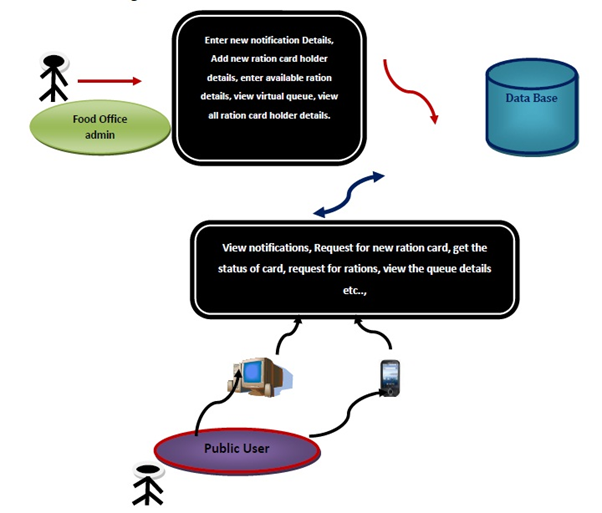 Enter new notification Details,
Add new ration card holder
details, enter available ration
details, view virtual queue, view
all ration card holder details.
Food Office
admin
Data Base
View notifications, Request for new ration card, get the
status of card, request for rations, view the queue details
etc..,
Public User